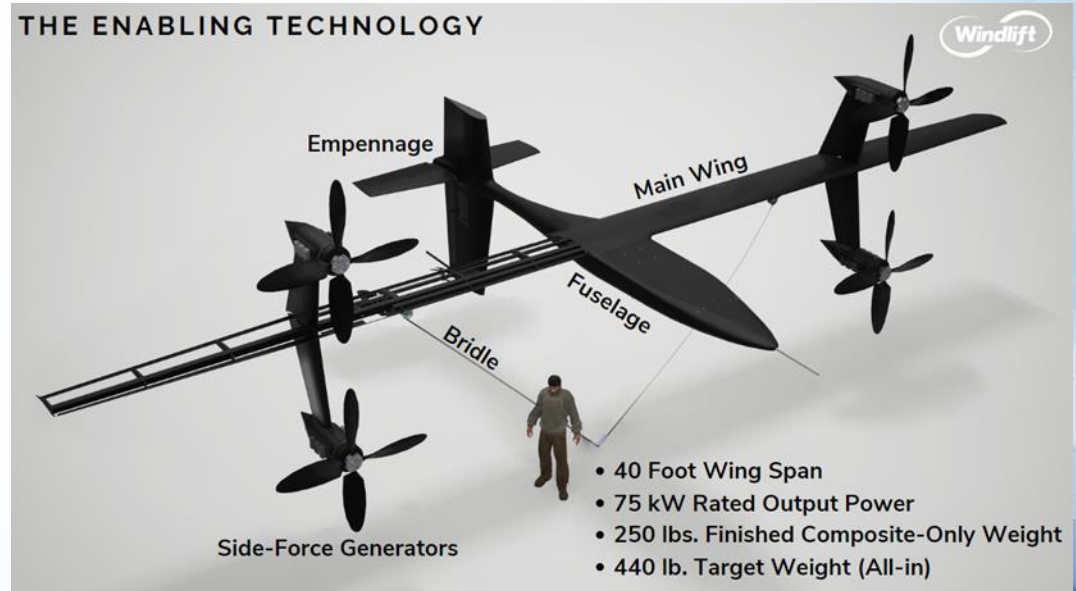 THE ENABLING TECHNOLOGY
Windlift
Empennage
Main Wing
Fuselage
Bridle
Side-Force Generators
• 40 Foot Wing Span
• 75 kW Rated Output Power
• 250 lbs. Finished Composite-Only Weight
• 440 lb. Target Weight (All-in)